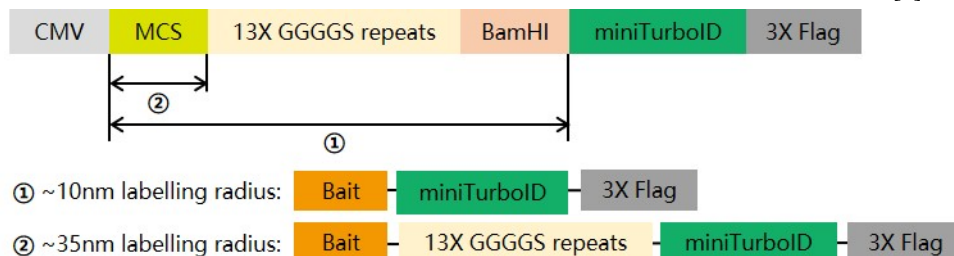 CMV MCS 13X GGGGS repeats BamHI miniTurboID 3X Flag
②
①
① ~10nm labelling radius: Bait miniTurboID 3X Flag
② ~35nm labelling radius: Bait 13X GGGGS repeats miniTurboID 3X Flag